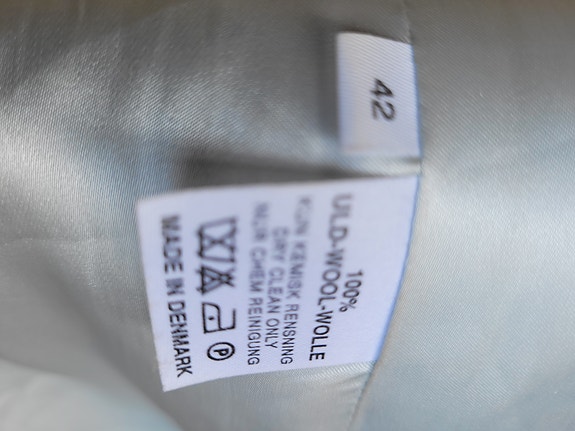 42
100%
ULD-WOOL-WOLLE
KUN KEMISK RENSNING
DRY CLEAN ONLY
NUR CHEM REINIGUNG
P
MADE IN DENMARK